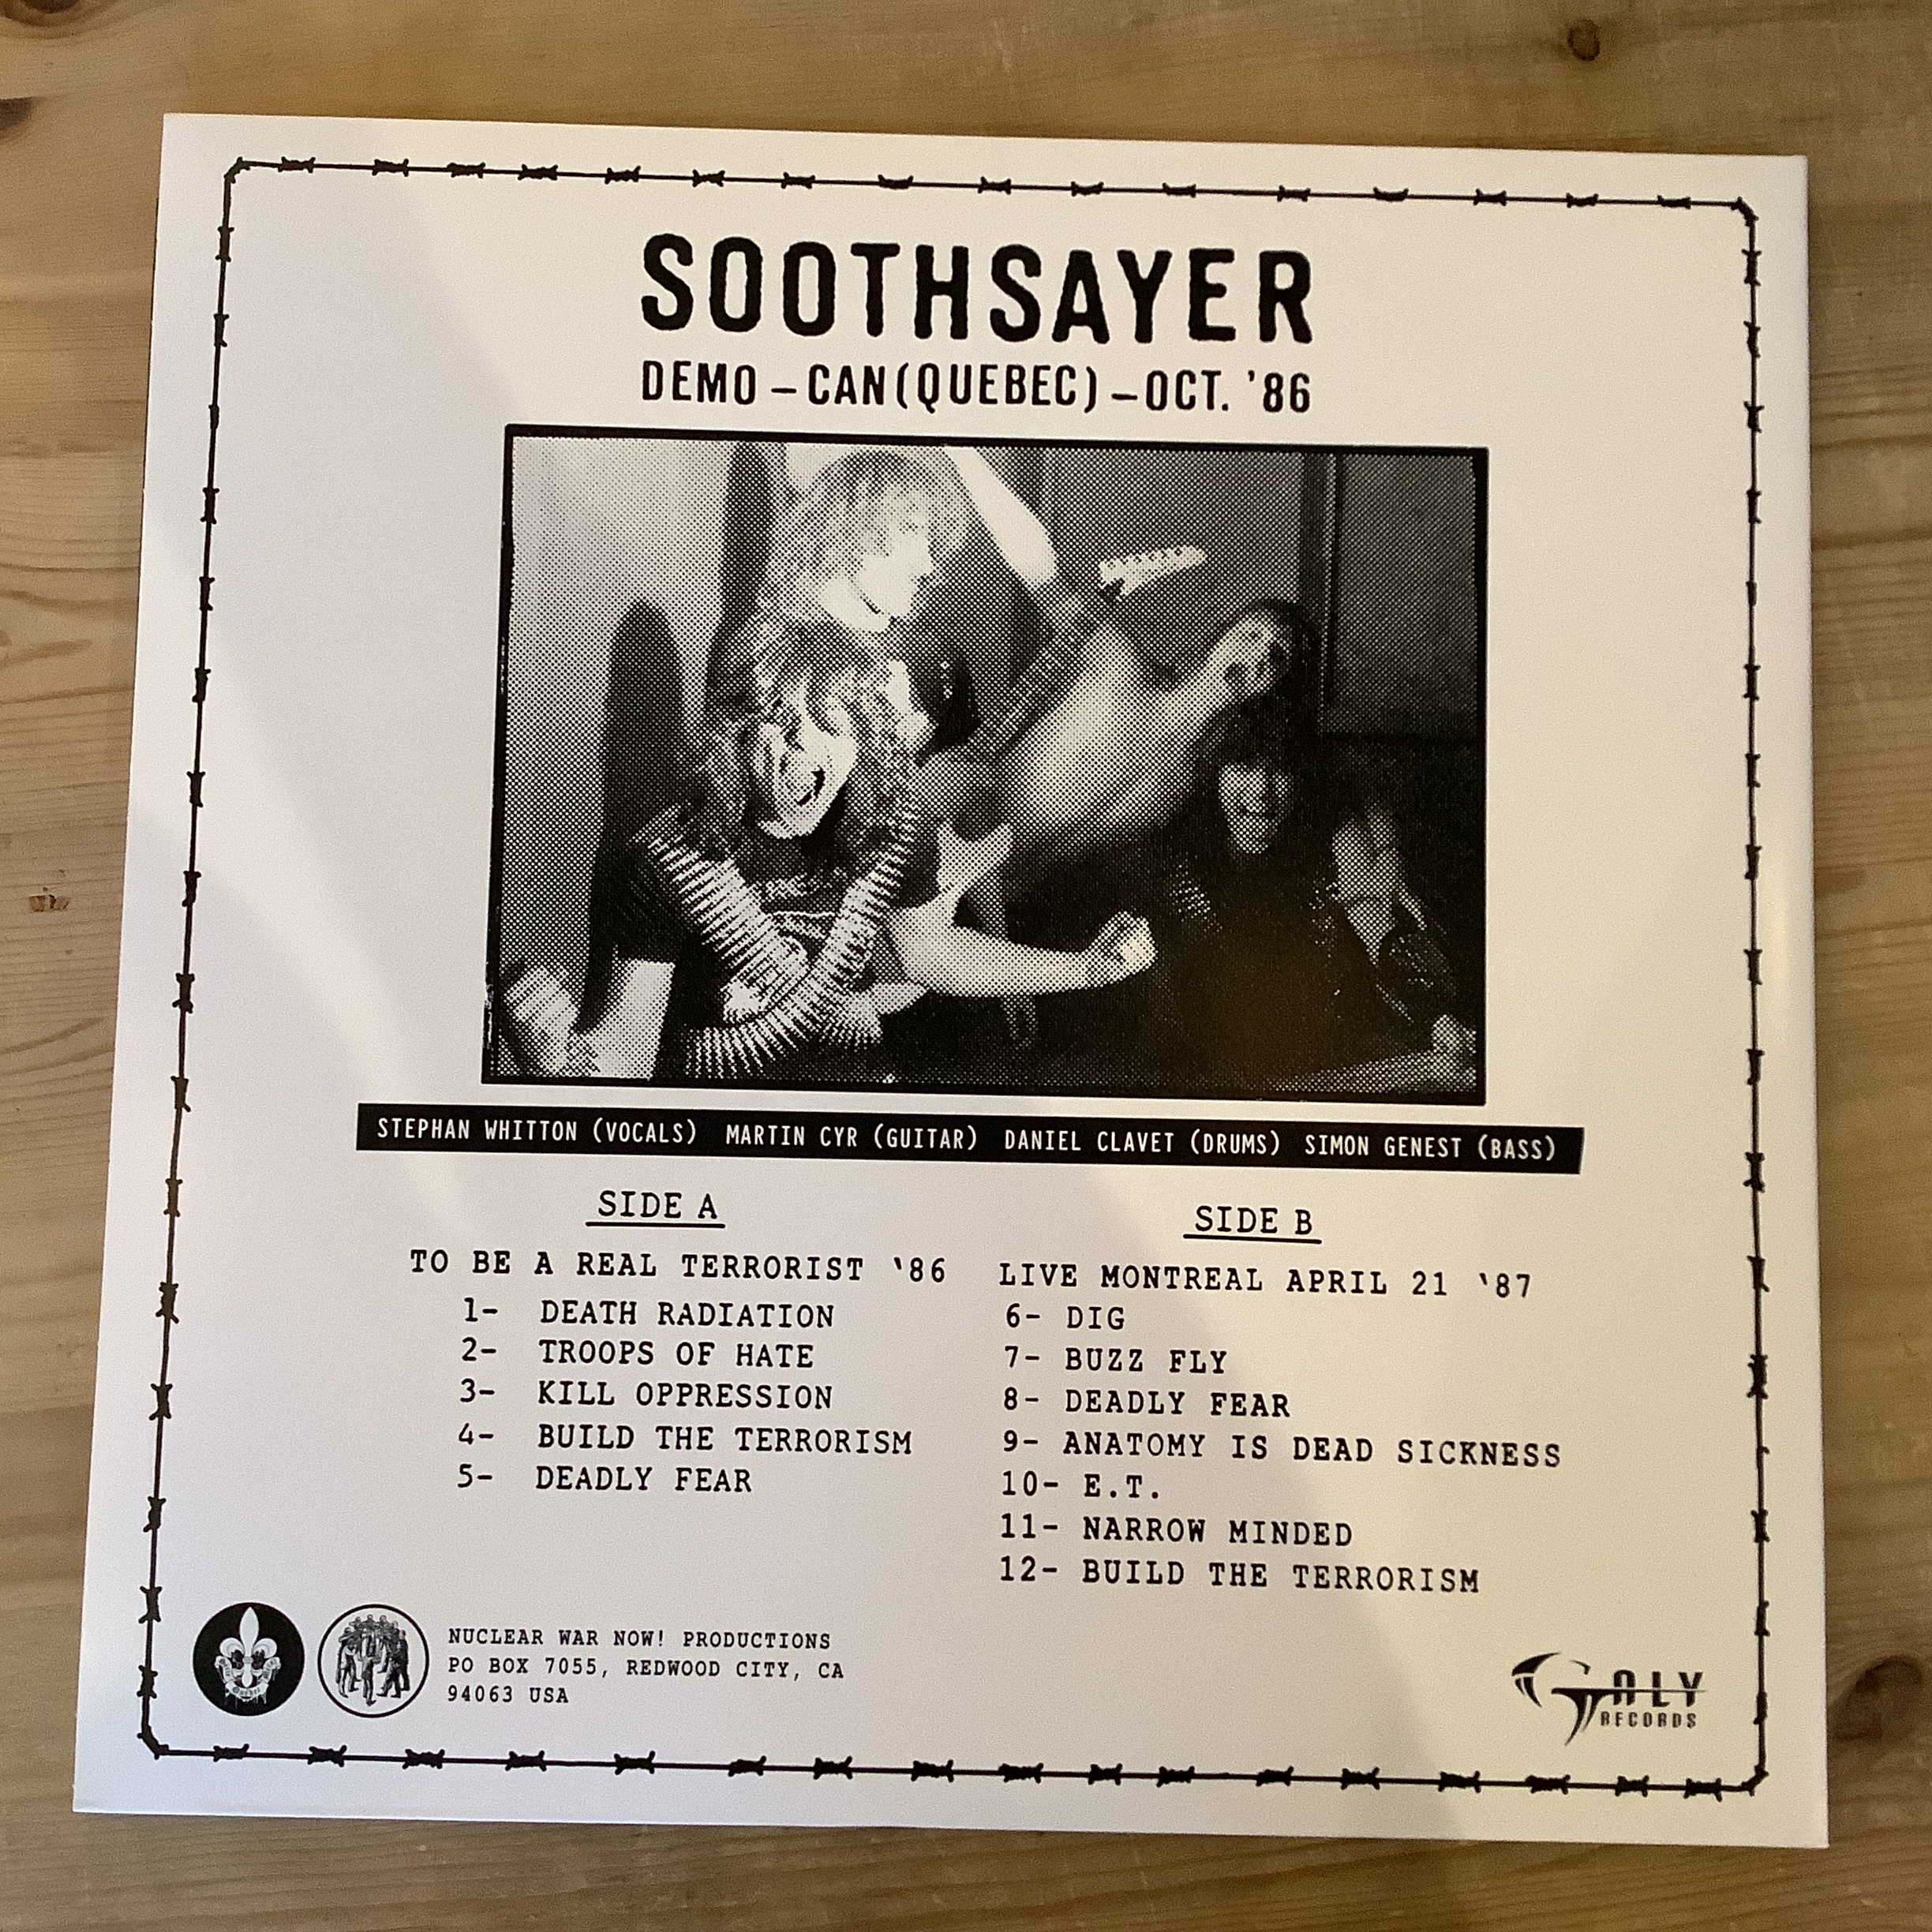 SOOTHSAYER
DEMO – CAN(QUEBEC) – OCT. '86
STEPHAN WHITTON (VOCALS) MARTIN CYR (GUITAR) DANIEL CLAVET (DRUMS) SIMON GENEST (BASS)
SIDE A
TO BE A REAL TERRORIST '86
1- DEATH RADIATION
2- TROOPS OF HATE
3- KILL OPPRESSION
4- BUILD THE TERRORISM
5- DEADLY FEAR
SIDE B
LIVE MONTREAL APRIL 21 '87
6- DIG
7- BUZZ FLY
8- DEADLY FEAR
9- ANATOMY IS DEAD SICKNESS
10- E.T.
11- NARROW MINDED
12- BUILD THE TERRORISM
NUCLEAR WAR NOW! PRODUCTIONS
PO BOX 7055, REDWOOD CITY, CA
94063 USA
GALY
RECORDS